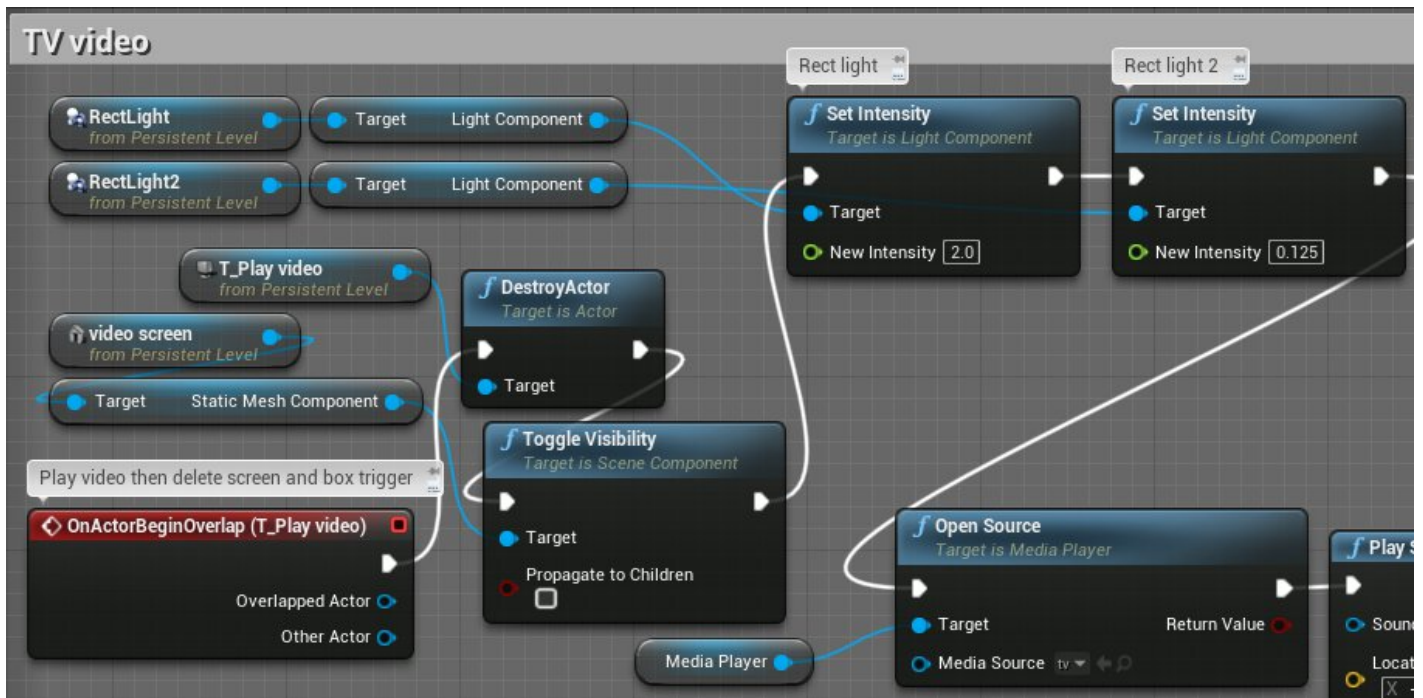 TV video
Rect light
Rect light 2
RectLight
from Persistent Level
Target Light Component
RectLight2
from Persistent Level
Target Light Component
Set Intensity
Target is Light Component
Target
New Intensity 2.0
Set Intensity
Target is Light Component
Target
New Intensity 0.125
T_Play video
from Persistent Level
DestroyActor
Target is Actor
Target
video screen
from Persistent Level
Target Static Mesh Component
Toggle Visibility
Target is Scene Component
Target
Propagate to Children
Play video then delete screen and box trigger
OnActorBeginOverlap (T_Play video)
Overlapped Actor
Other Actor
Media Player
Open Source
Target is Media Player
Target Return Value
Media Source tv
Play S
Soun
Locat
X